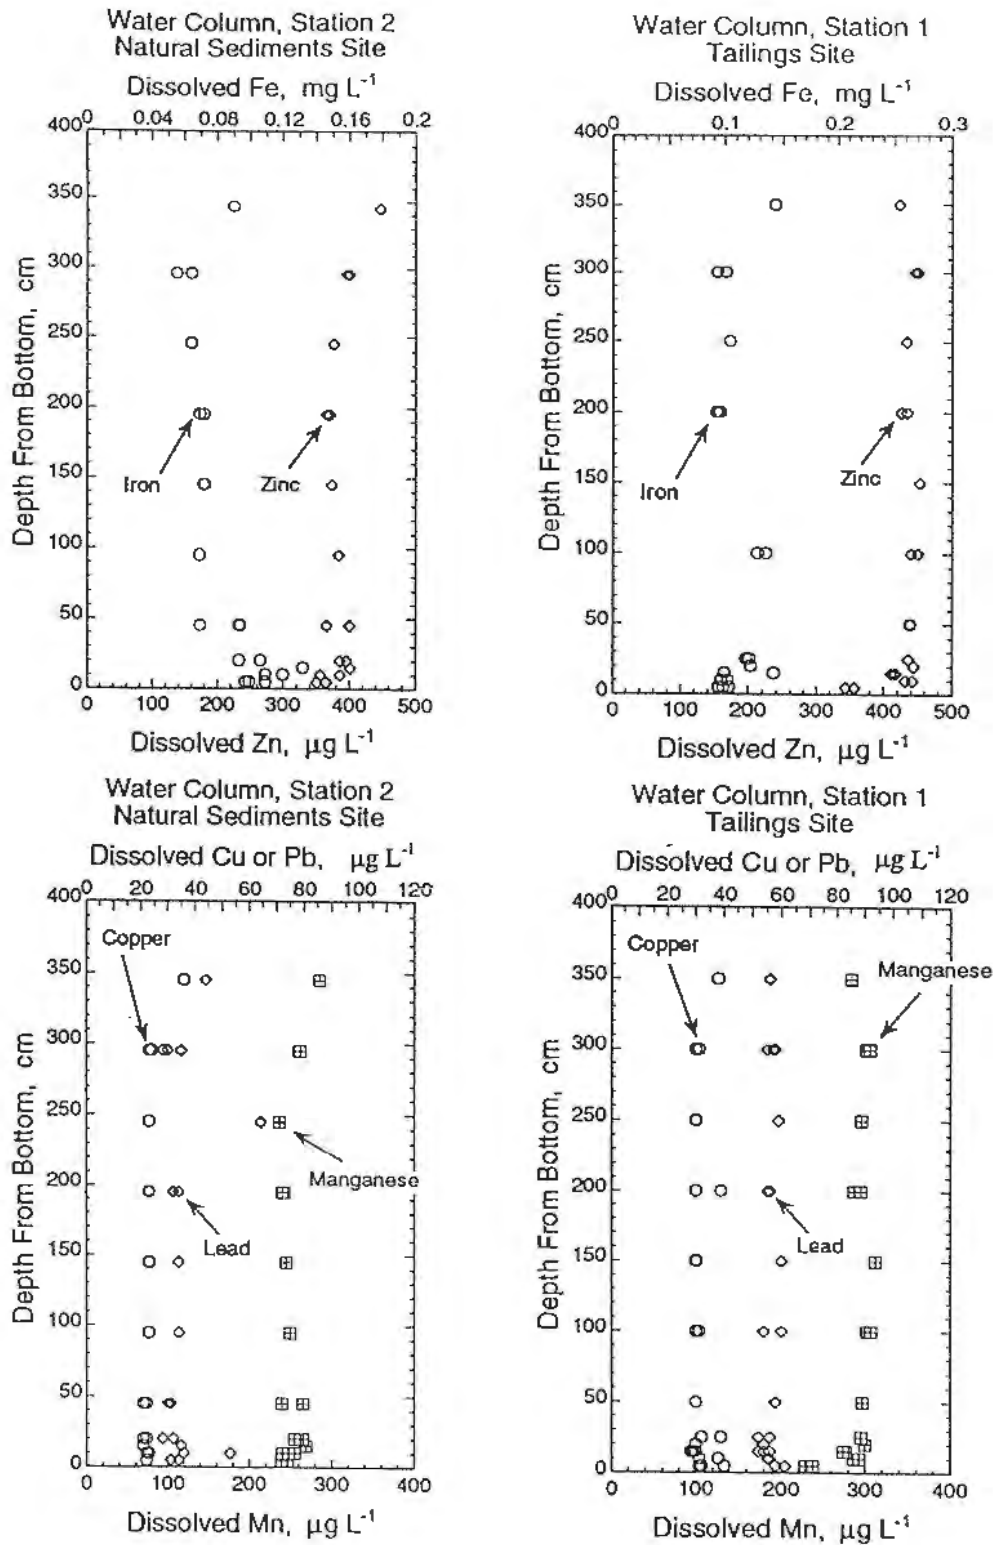 Water Column, Station 2
Natural Sediments Site
Dissolved Fe, mg L-1
0 0.04 0.08 0.12 0.16 0.2
400
350
300
250
200
150
100
50
0
Depth From Bottom, cm
Iron
Zinc
0 100 200 300 400 500
Dissolved Zn, µg L-1
Water Column, Station 1
Tailings Site
Dissolved Fe, mg L-1
0 0.1 0.2 0.3
400
350
300
250
200
150
100
50
0
Depth From Bottom, cm
Iron
Zinc
0 100 200 300 400 500
Dissolved Zn, µg L-1
Water Column, Station 2
Natural Sediments Site
Dissolved Cu or Pb, µg L-1
0 20 40 60 80 100 120
400
350
300
250
200
150
100
50
0
Depth From Bottom, cm
Copper
Manganese
Lead
0 100 200 300 400
Dissolved Mn, µg L-1
Water Column, Station 1
Tailings Site
Dissolved Cu or Pb, µg L-1
0 20 40 60 80 100 120
400
350
300
250
200
150
100
50
0
Depth From Bottom, cm
Copper
Manganese
Lead
0 100 200 300 400
Dissolved Mn, µg L-1